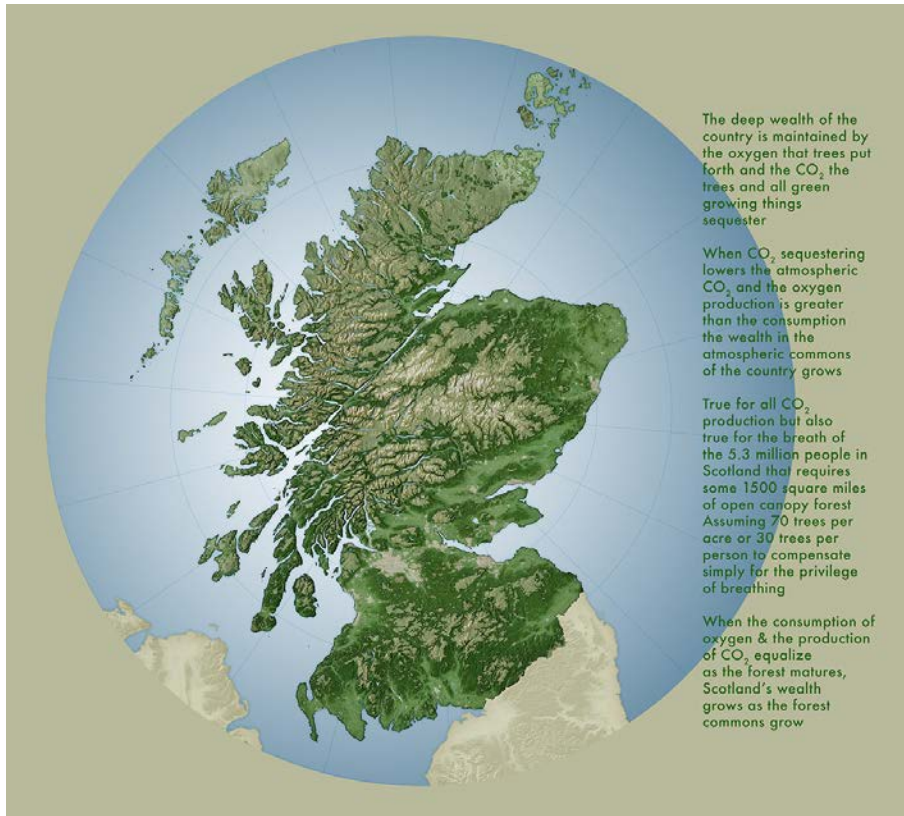 The deep wealth of the
country is maintained by
the oxygen that trees put
forth and the CO₂ the
trees and all green
growing things
sequester
When CO₂ sequestering
lowers the atmospheric
CO₂ and the oxygen
production is greater
than the consumption
the wealth in the
atmospheric commons
of the country grows
True for all CO₂
production but also
true for the breath of
the 5.3 million people in
Scotland that requires
some 1500 square miles
of open canopy forest
Assuming 70 trees per
acre or 30 trees per
person to compensate
simply for the privilege
of breathing
When the consumption of
oxygen & the production
of CO₂ equalize
as the forest matures,
Scotland's wealth
grows as the forest
commons grow